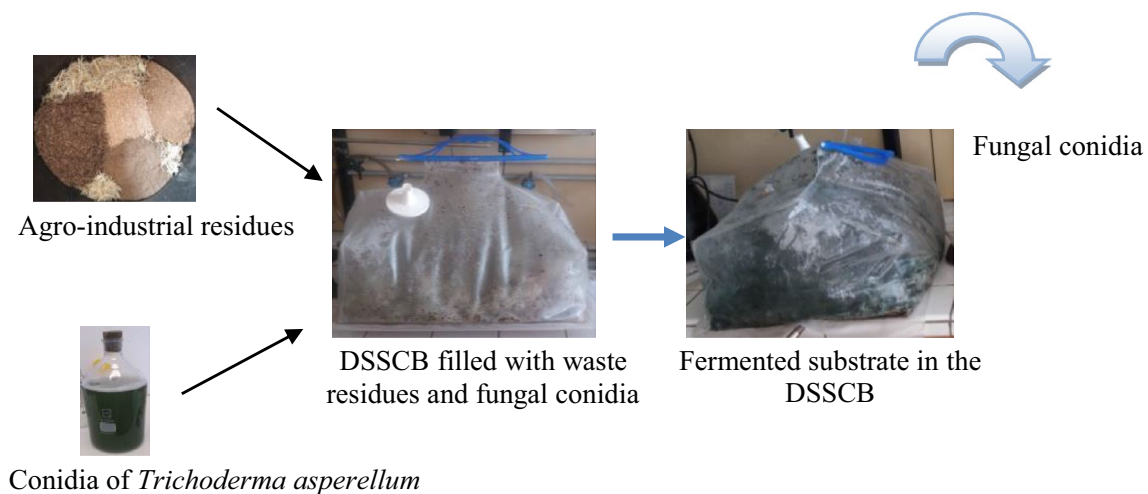 Agro-industrial residues
Conidia of Trichoderma asperellum
DSSCB filled with waste
residues and fungal conidia
Fermented substrate in the
DSSCB
Fungal conidia